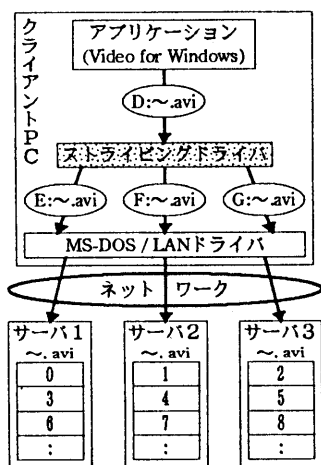 クライアントPC
アプリケーション
(Video for Windows)
D:～.avi
ストライピングドライバ
E:～.avi F:～.avi G:～.avi
MS-DOS / LANドライバ
ネットワーク
サーバ1 サーバ2 サーバ3
～. avi ～. avi ～. avi
0 1 2
3 4 5
6 7 8
: : :